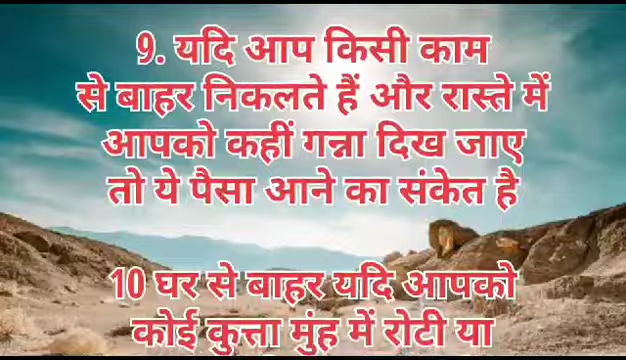 9. यदि आप किसी काम
से बाहर निकलते हैं और रास्ते में
आपको कहीं गन्ना दिख जाए
तो ये पैसा आने का संकेत है
10 घर से बाहर यदि आपको
कोई कुत्ता मुंह में रोटी या